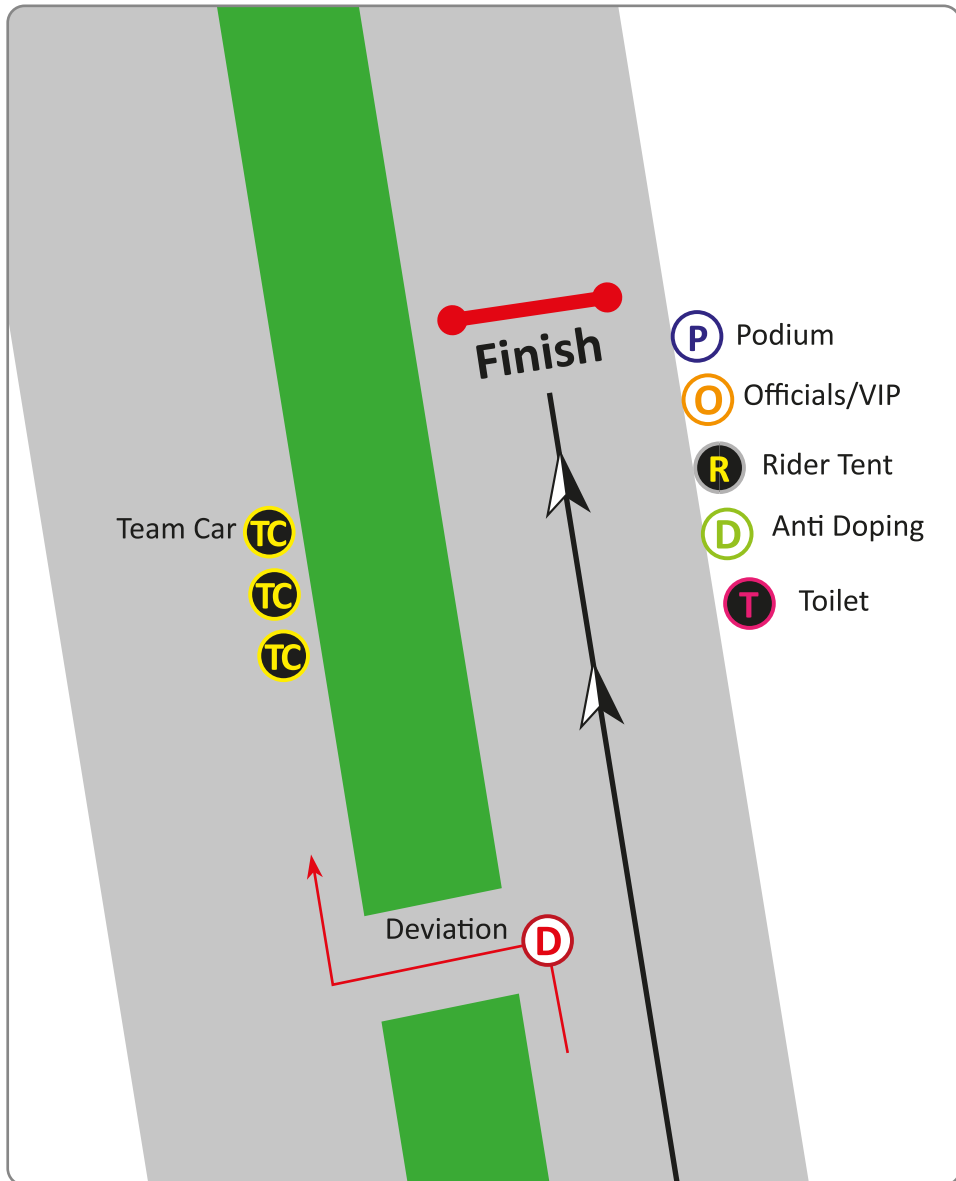 Finish
P Podium
O Officials/VIP
R Rider Tent
Team Car TC
D Anti Doping
TC
T Toilet
TC
Deviation D